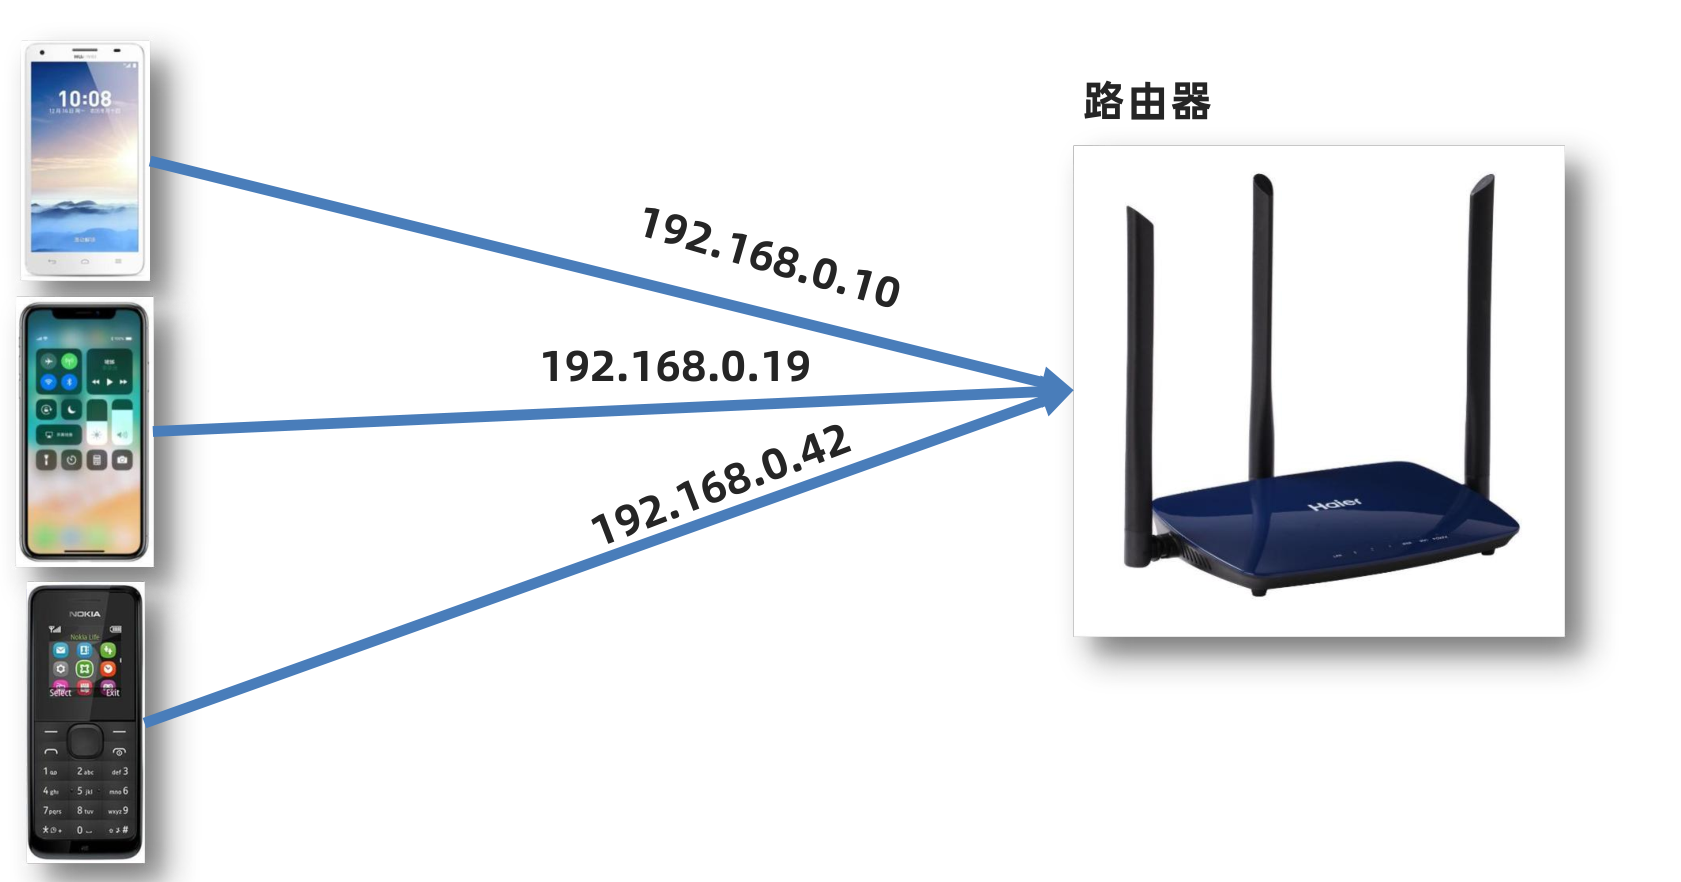 路由器
10:08
192.168.0.10
192.168.0.19
192.168.0.42
Haier
NOKIA
Nokia Life
Select Exit
1
2 abc
def 3
4 ghi
5 jkl
mno 6
7 pqrs
8 tuv
wxyz 9
*
0
#